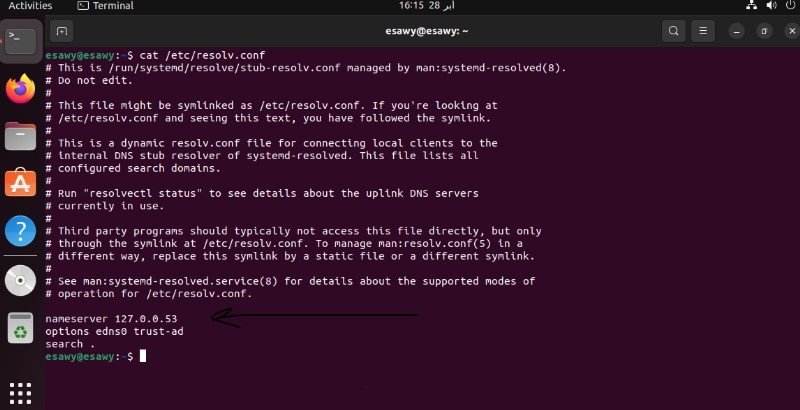 Activities
Terminal
16:15 28 ابر
esawy@esawy: ~
esawy@esawy:~$ cat /etc/resolv.conf
# This is /run/systemd/resolve/stub-resolv.conf managed by man:systemd-resolved(8).
# Do not edit.
#
# This file might be symlinked as /etc/resolv.conf. If you're looking at
# /etc/resolv.conf and seeing this text, you have followed the symlink.
#
# This is a dynamic resolv.conf file for connecting local clients to the
# internal DNS stub resolver of systemd-resolved. This file lists all
# configured search domains.
#
# Run "resolvectl status" to see details about the uplink DNS servers
# currently in use.
#
# Third party programs should typically not access this file directly, but only
# through the symlink at /etc/resolv.conf. To manage man:resolv.conf(5) in a
# different way, replace this symlink by a static file or a different symlink.
#
# See man:systemd-resolved.service(8) for details about the supported modes of
# operation for /etc/resolv.conf.

nameserver 127.0.0.53
options edns0 trust-ad
search .
esawy@esawy:~$